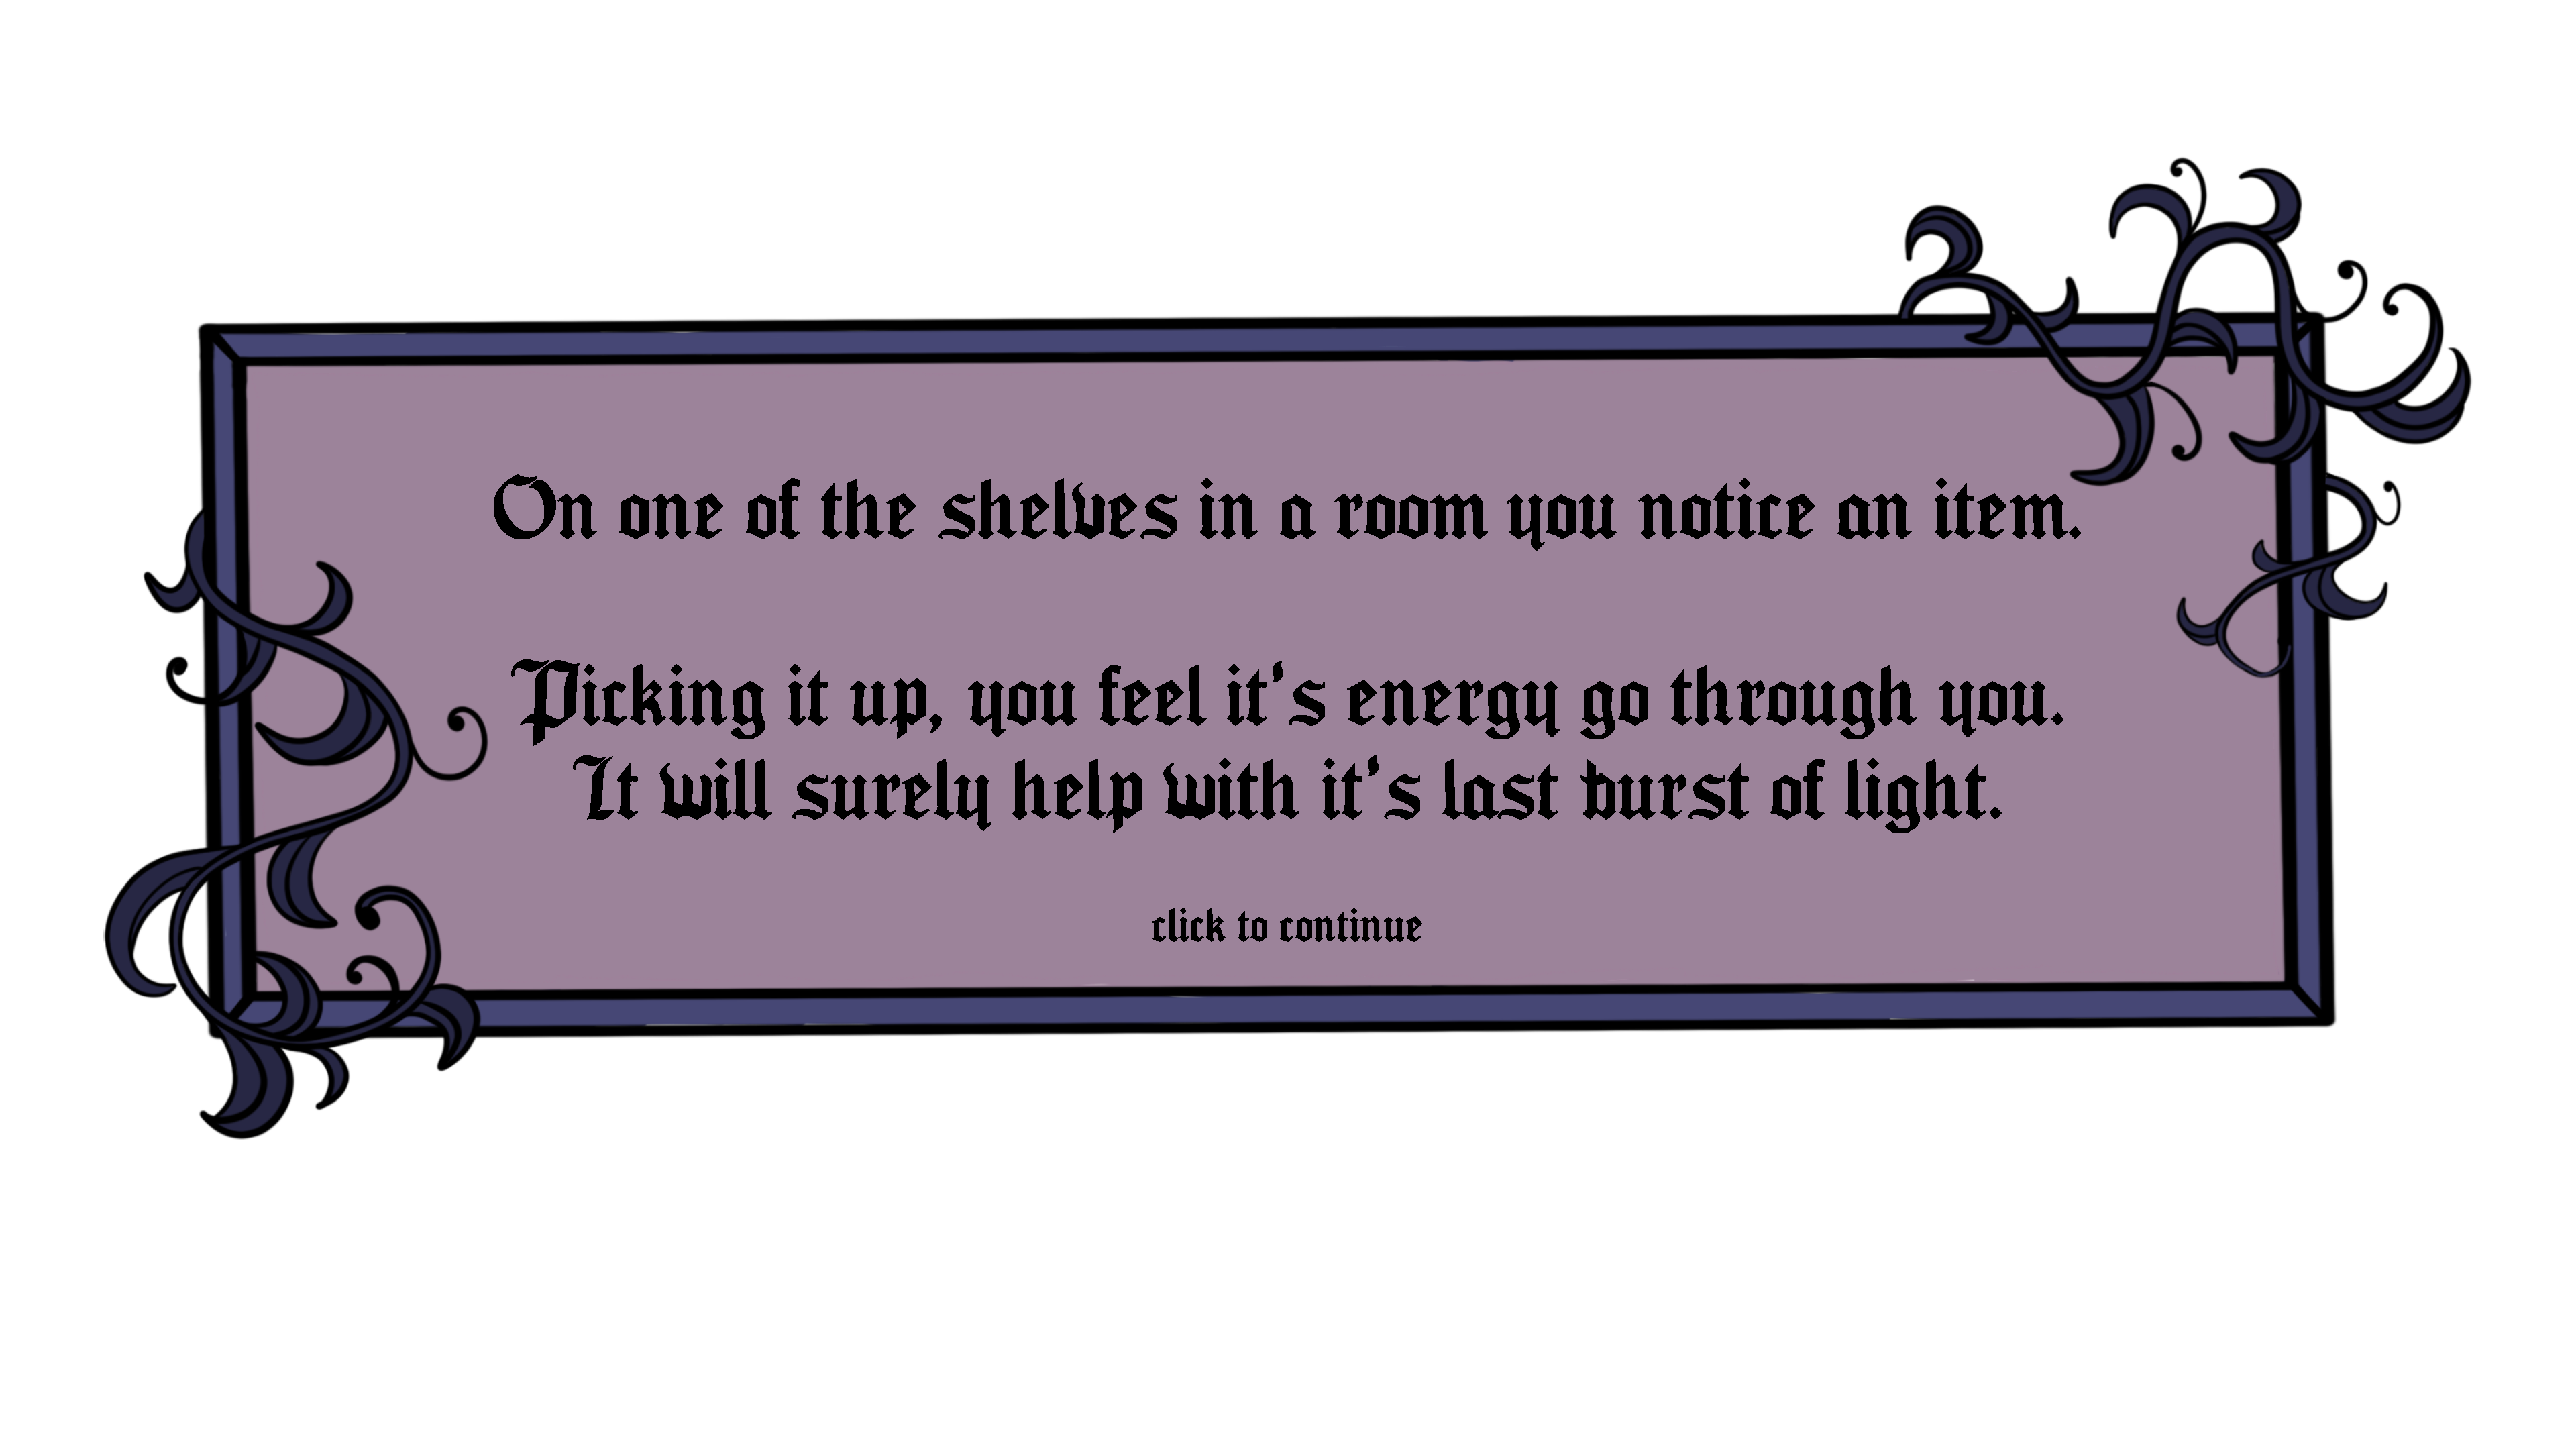 On one of the shelves in a room you notice an item.
Picking it up, you feel it's energy go through you.
It will surely help with it's last burst of light.
click to continue